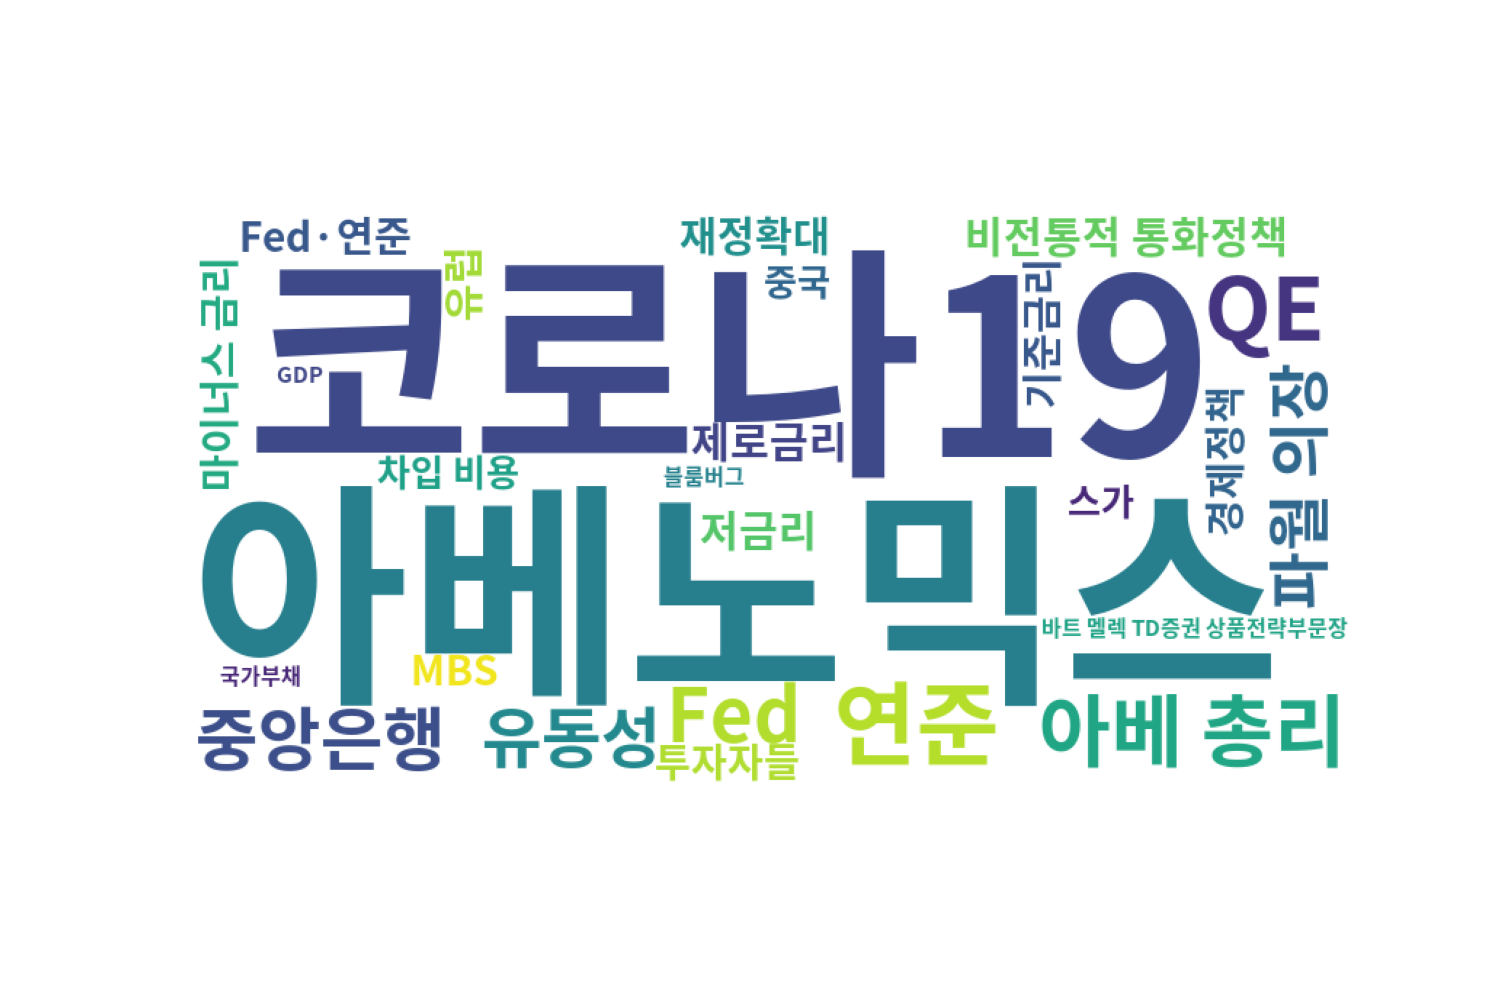 Fed·연준
재정확대
비전통적 통화정책
마이너스 금리
유럽
중국
기준금리
QE
코로나19
GDP
제로금리
경제정책
파월 의장
차입 비용
블룸버그
스가
저금리
아베노믹스
바트 멜렉 TD증권 상품전략부문장
국가부채
MBS
중앙은행
유동성
Fed 연준
아베 총리
투자자들